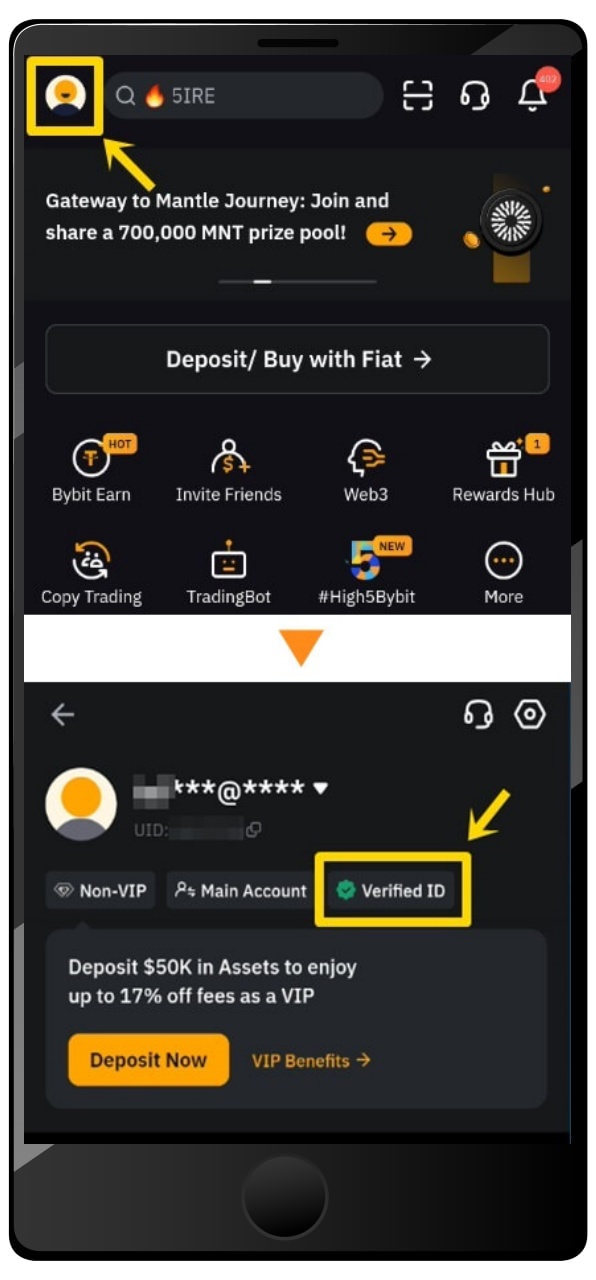 5IRE
402
Gateway to Mantle Journey: Join and
share a 700,000 MNT prize pool!
Deposit/ Buy with Fiat →
HOT
1
Bybit Earn
Invite Friends
Web3
Rewards Hub
NEW
Copy Trading
TradingBot
#High5Bybit
More
***@****
UID:
Non-VIP
Main Account
Verified ID
Deposit $50K in Assets to enjoy
up to 17% off fees as a VIP
Deposit Now
VIP Benefits →